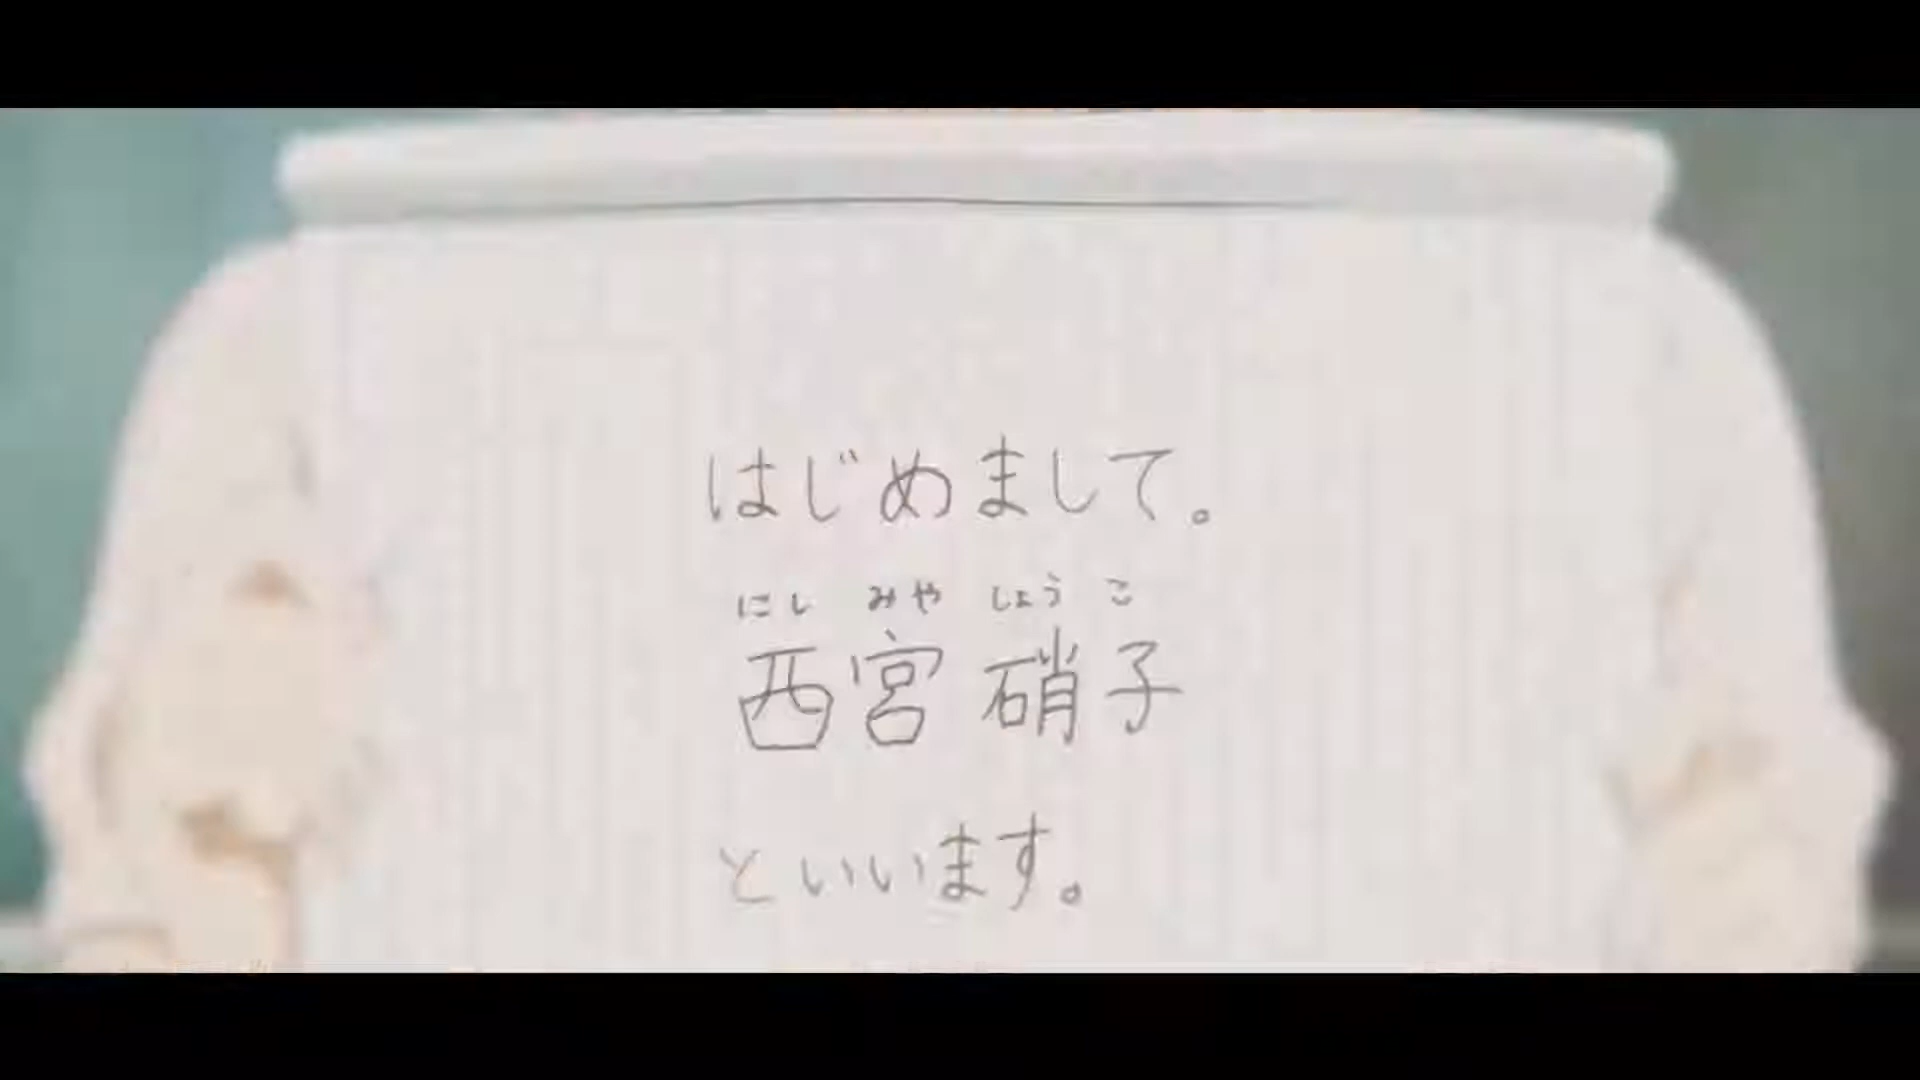 はじめまして。
にし みや しょう こ
西宮 硝子
といいます。